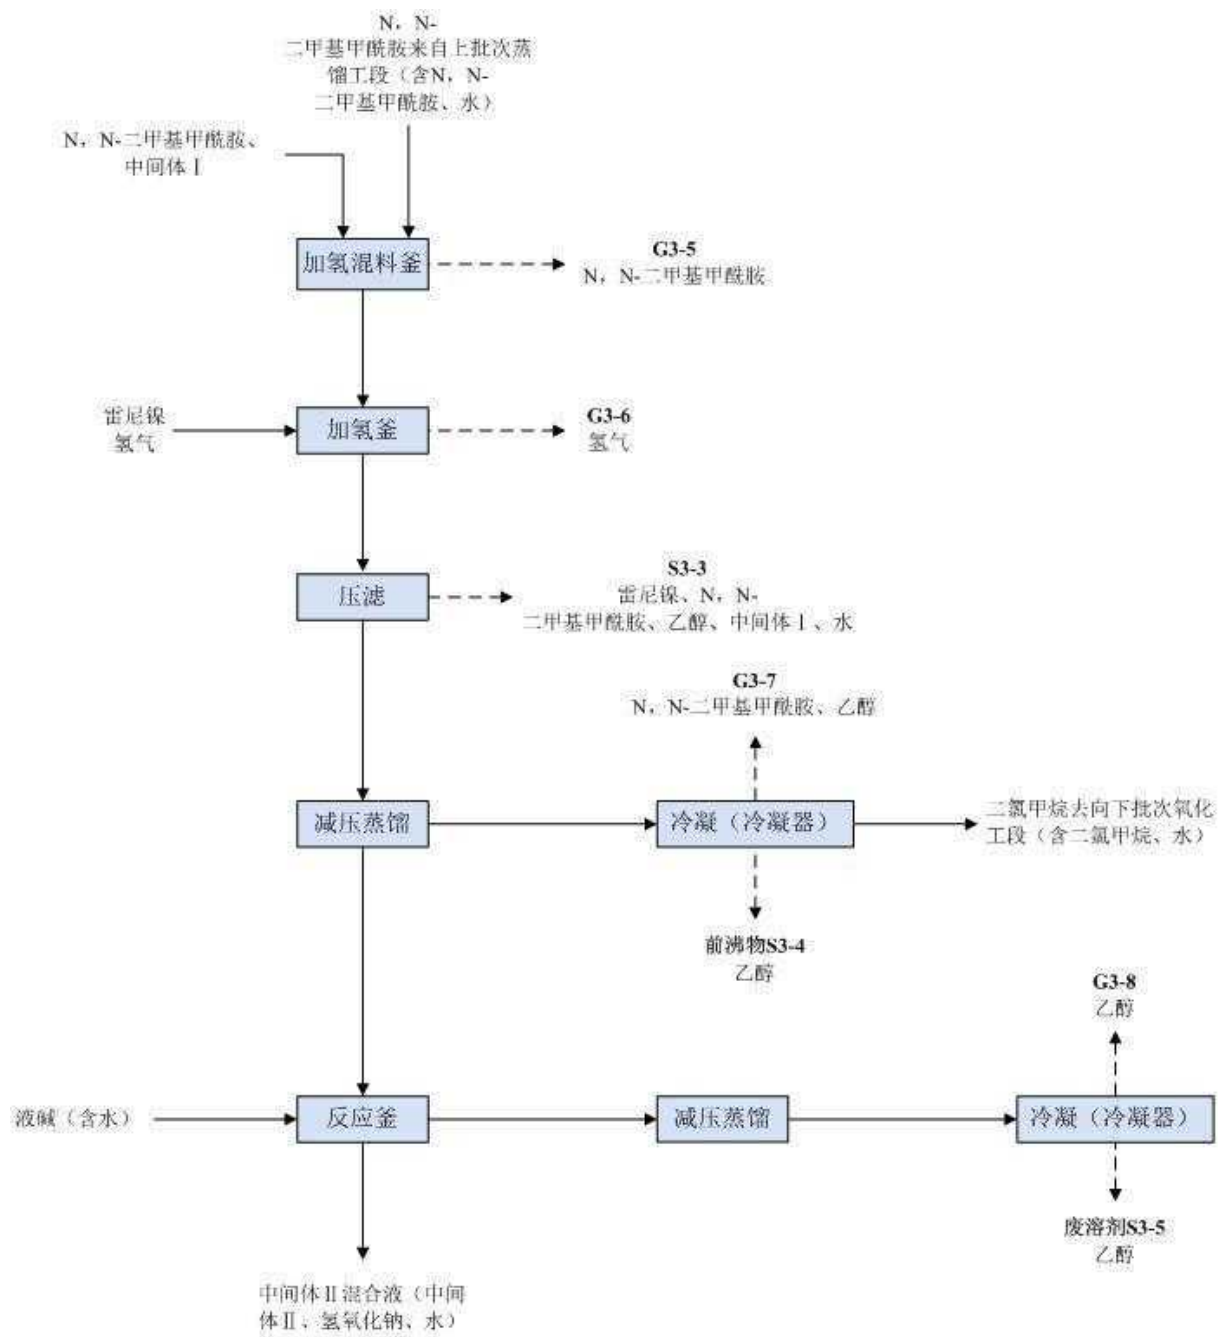 N，N-
二甲基甲酰胺来自上批次蒸
馏工段（含N，N-
二甲基甲酰胺、水）
N，N-二甲基甲酰胺、
中间体Ⅰ
加氢混料釜
G3-5
N，N-二甲基甲酰胺
雷尼镍
氢气
加氢釜
G3-6
氢气
压滤
S3-3
雷尼镍、N，N-
二甲基甲酰胺、乙醇、中间体Ⅰ、水
G3-7
N，N-二甲基甲酰胺、乙醇
减压蒸馏
冷凝（冷凝器）
二氯甲烷去向下批次氧化
工段（含二氯甲烷、水）
前沸物S3-4
乙醇
G3-8
乙醇
液碱（含水）
反应釜
减压蒸馏
冷凝（冷凝器）
废溶剂S3-5
乙醇
中间体Ⅱ混合液（中间
体Ⅱ、氢氧化钠、水）